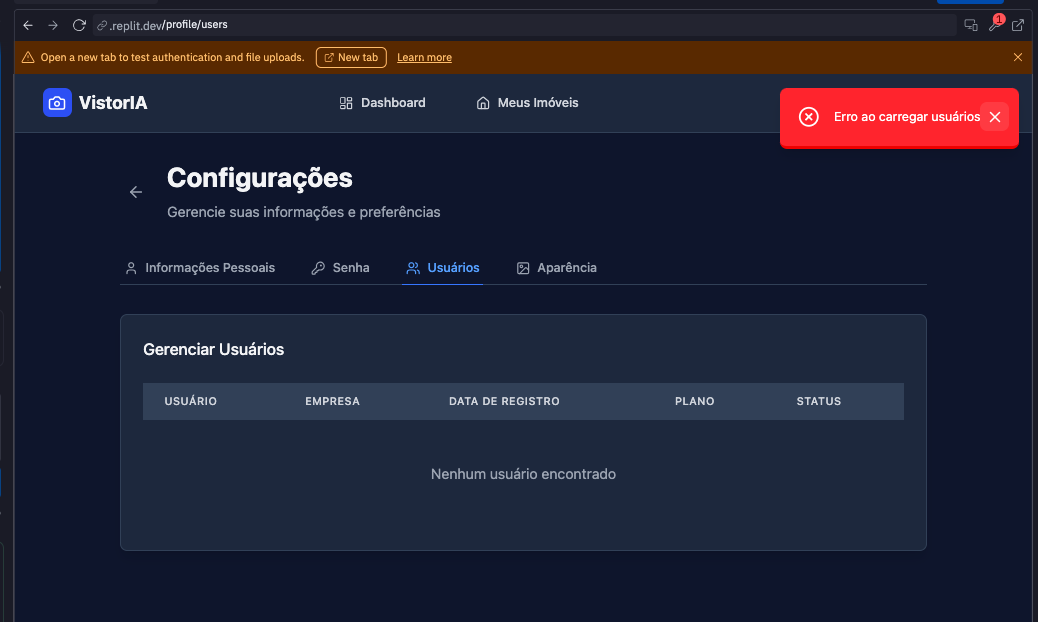 .replit.dev/profile/users
1
Open a new tab to test authentication and file uploads.
New tab
Learn more
VistorIA
Dashboard
Meus Imóveis
Erro ao carregar usuários
Configurações
Gerencie suas informações e preferências
Informações Pessoais
Senha
Usuários
Aparência
Gerenciar Usuários
USUÁRIO EMPRESA DATA DE REGISTRO PLANO STATUS
Nenhum usuário encontrado